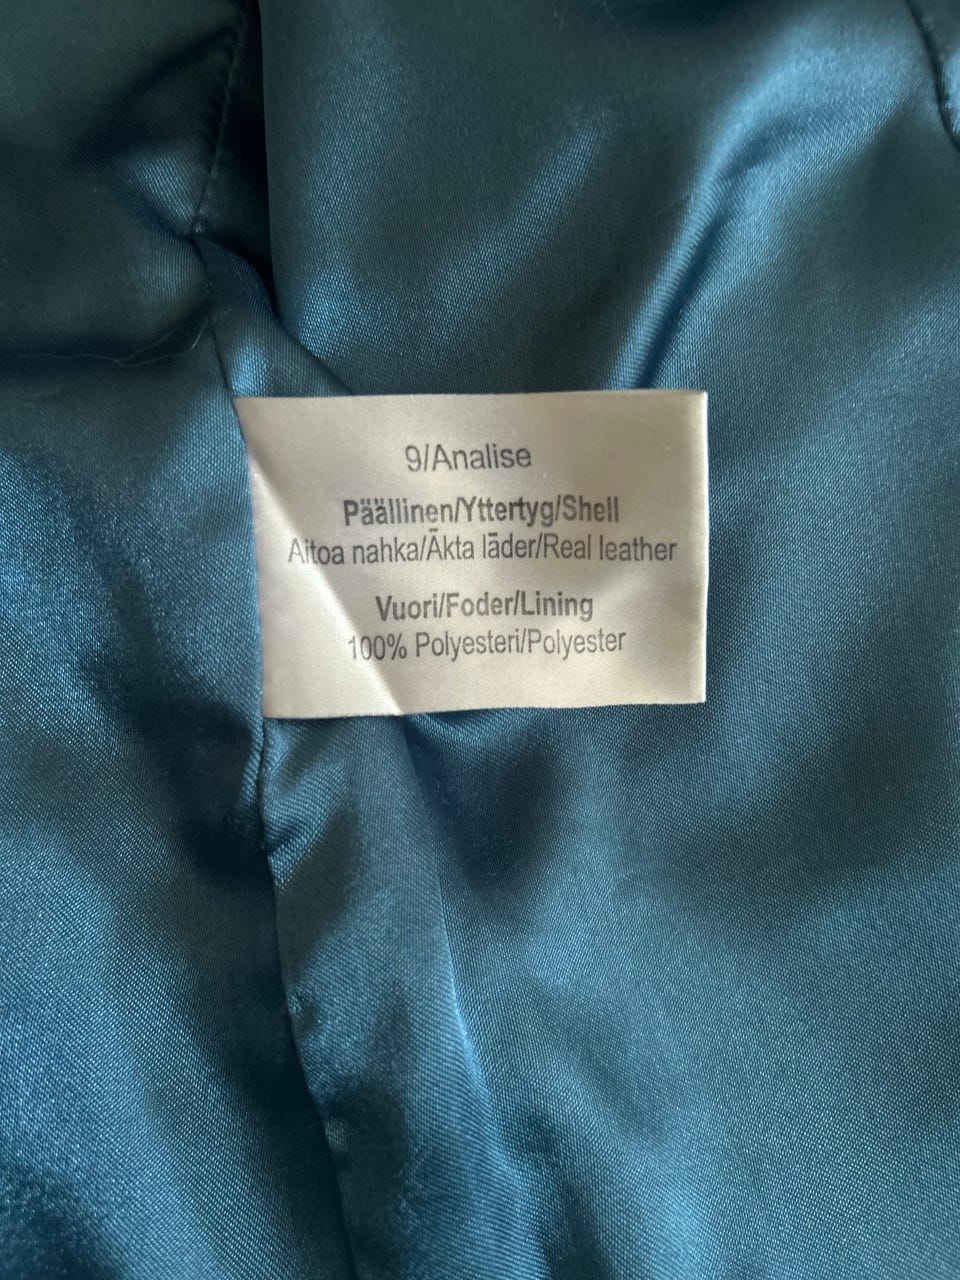 9/Analise
Päällinen/Yttertyg/Shell
Aitoa nahka/Äkta läder/Real leather
Vuori/Foder/Lining
100% Polyesteri/Polyester